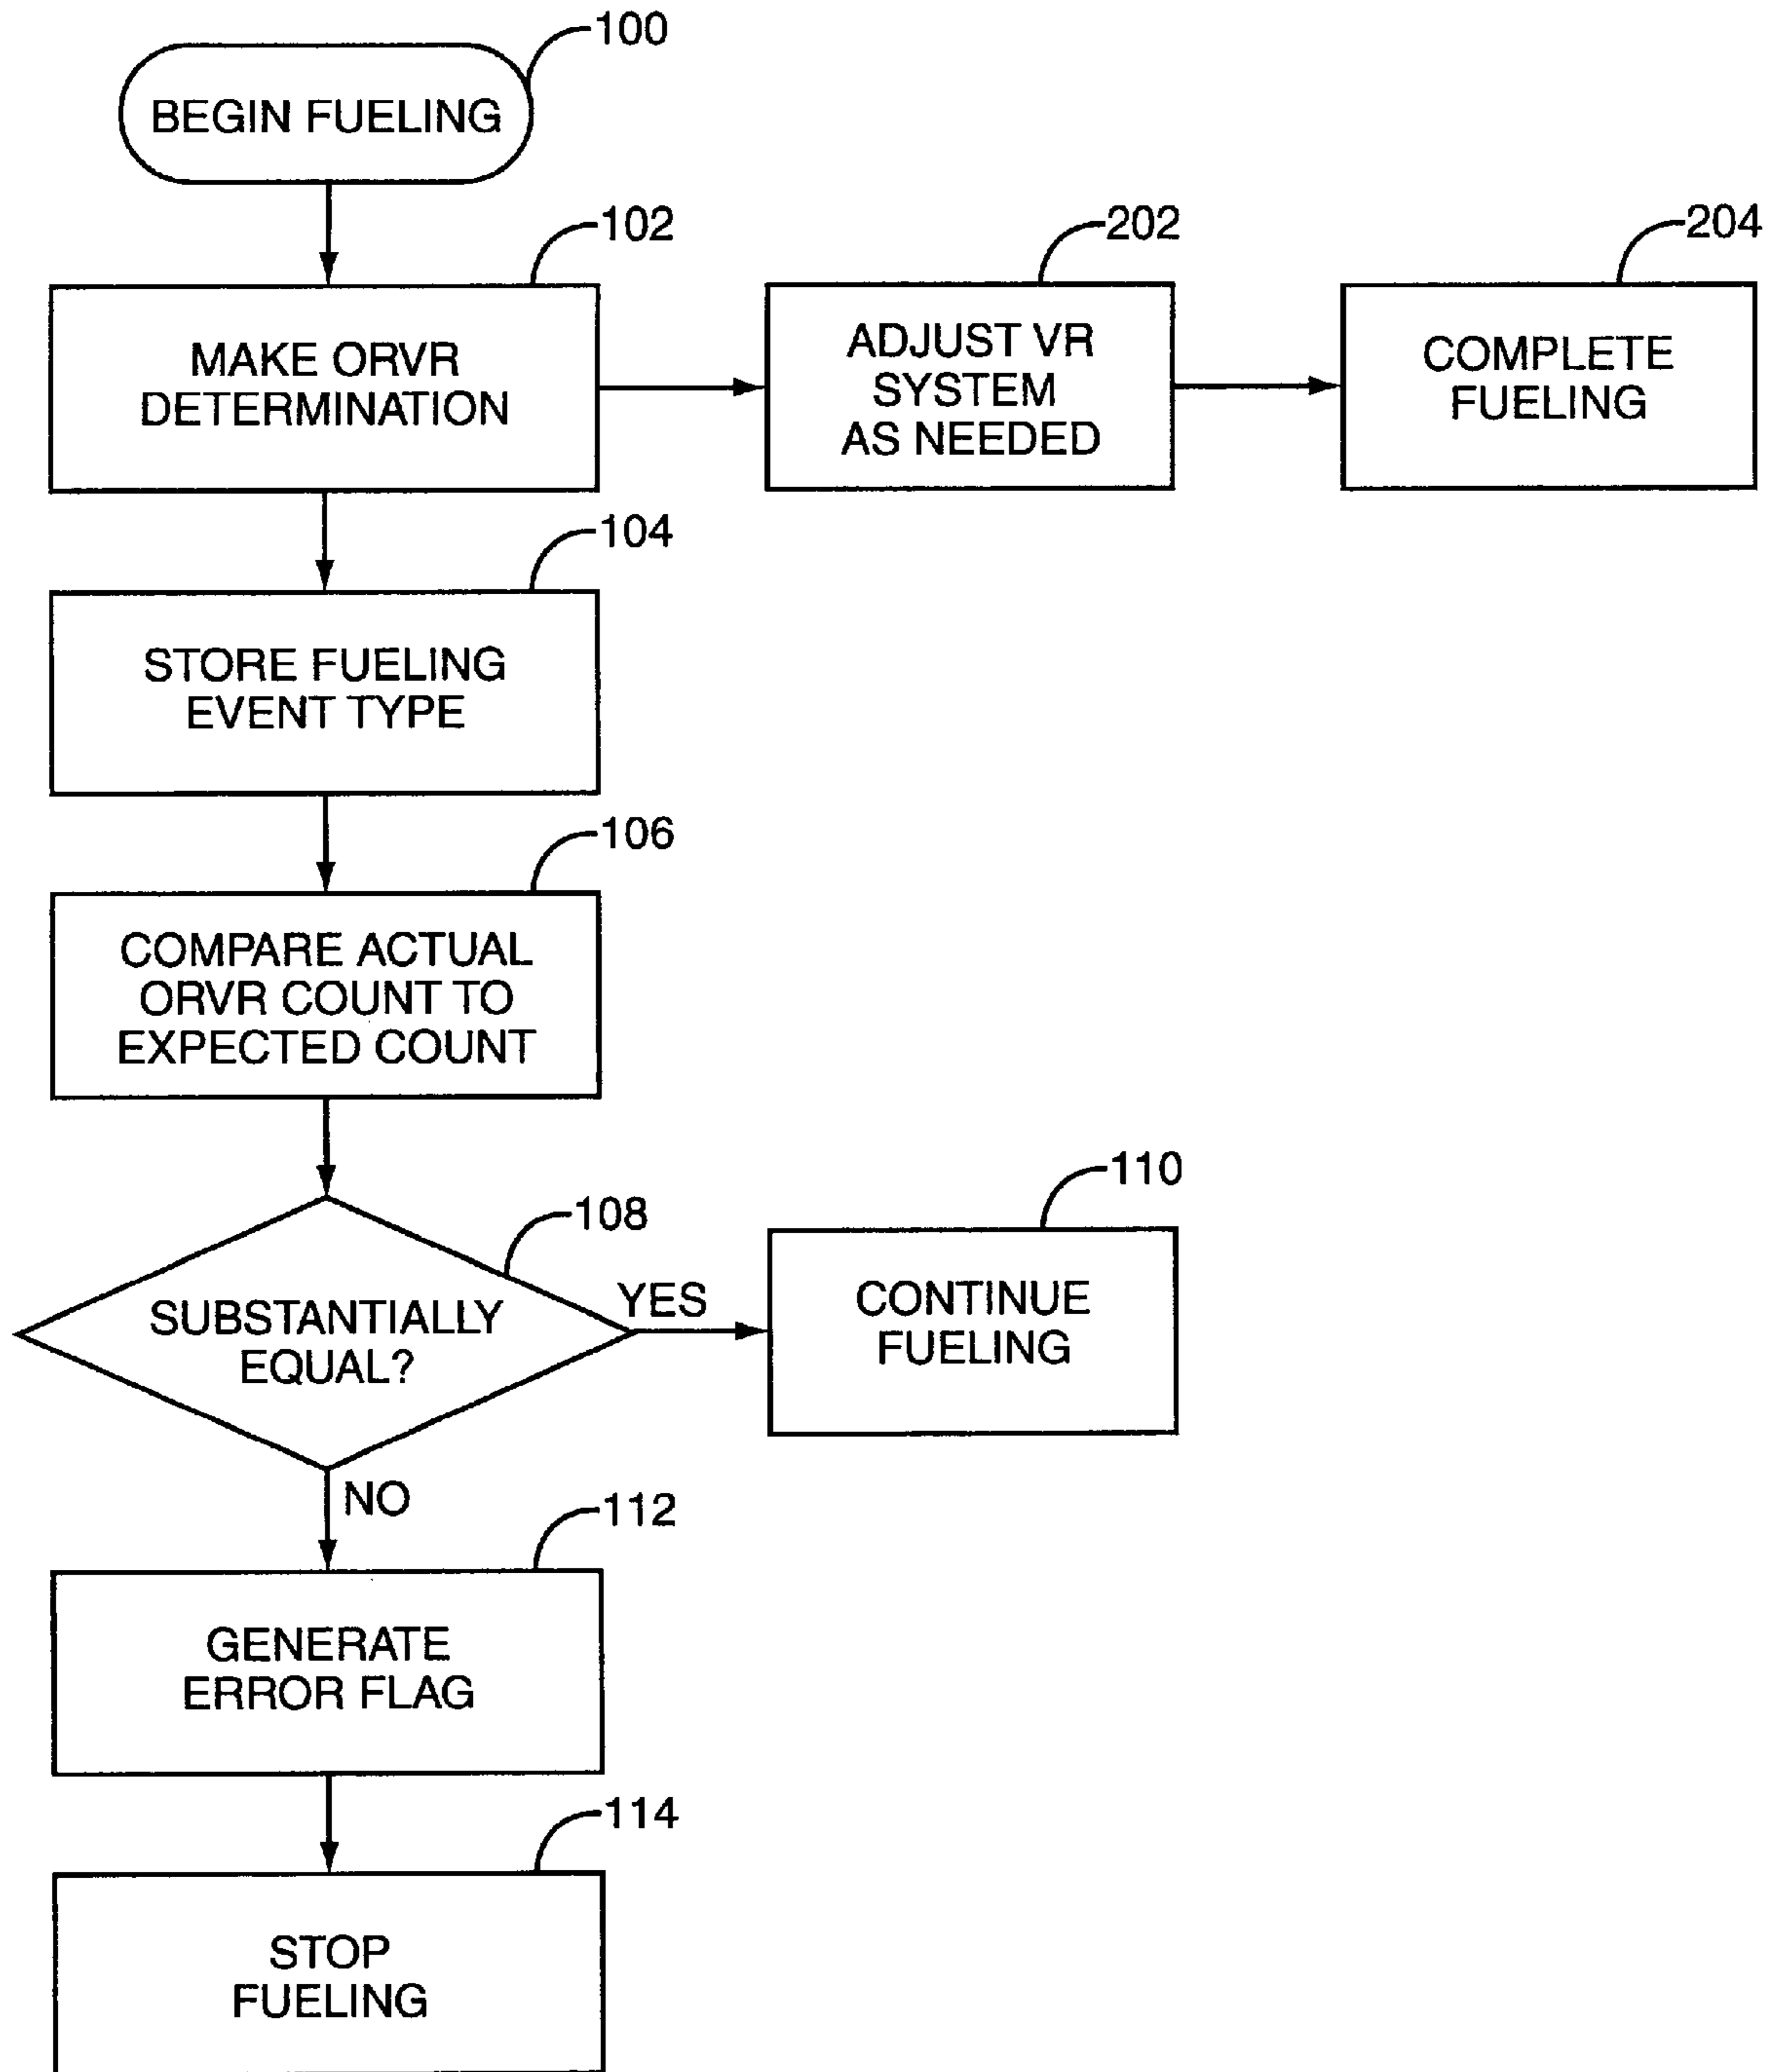 100
BEGIN FUELING
102
MAKE ORVR
DETERMINATION
202
ADJUST VR
SYSTEM
AS NEEDED
204
COMPLETE
FUELING
104
STORE FUELING
EVENT TYPE
106
COMPARE ACTUAL
ORVR COUNT TO
EXPECTED COUNT
108
SUBSTANTIALLY
EQUAL?
YES
110
CONTINUE
FUELING
NO
112
GENERATE
ERROR FLAG
114
STOP
FUELING